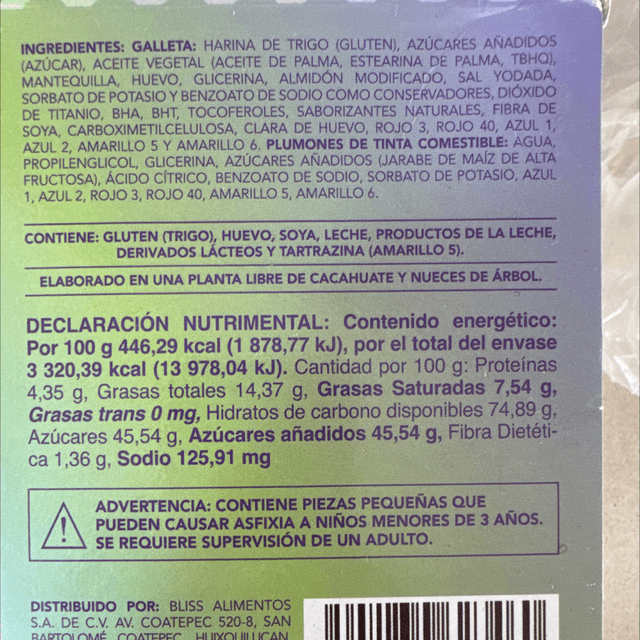 INGREDIENTES: GALLETA: HARINA DE TRIGO (GLUTEN), AZÚCARES AÑADIDOS
(AZÚCAR), ACEITE VEGETAL (ACEITE DE PALMA, ESTEARINA DE PALMA, TBHQ),
MANTEQUILLA, HUEVO, GLICERINA, ALMIDÓN MODIFICADO, SAL YODADA,
SORBATO DE POTASIO Y BENZOATO DE SODIO COMO CONSERVADORES, DIÓXIDO
DE TITANIO, BHA, BHT, TOCOFEROLES, SABORIZANTES NATURALES, FIBRA DE
SOYA, CARBOXIMETILCELULOSA, CLARA DE HUEVO, ROJO 3, ROJO 40, AZUL 1,
AZUL 2, AMARILLO 5 Y AMARILLO 6. PLUMONES DE TINTA COMESTIBLE: AGUA,
PROPILENGLICOL, GLICERINA, AZÚCARES AÑADIDOS (JARABE DE MAÍZ DE ALTA
FRUCTOSA), ÁCIDO CÍTRICO, BENZOATO DE SODIO, SORBATO DE POTASIO, AZUL
1, AZUL 2, ROJO 3, ROJO 40, AMARILLO 5, AMARILLO 6.
CONTIENE: GLUTEN (TRIGO), HUEVO, SOYA, LECHE, PRODUCTOS DE LA LECHE,
DERIVADOS LÁCTEOS Y TARTRAZINA (AMARILLO 5).
ELABORADO EN UNA PLANTA LIBRE DE CACAHUATE Y NUECES DE ÁRBOL.
DECLARACIÓN NUTRIMENTAL: Contenido energético:
Por 100 g 446,29 kcal (1 878,77 kJ), por el total del envase
3 320,39 kcal (13 978,04 kJ). Cantidad por 100 g: Proteínas
4,35 g, Grasas totales 14,37 g, Grasas Saturadas 7,54 g,
Grasas trans 0 mg, Hidratos de carbono disponibles 74,89 g,
Azúcares 45,54 g, Azúcares añadidos 45,54 g, Fibra Dietéti-
ca 1,36 g, Sodio 125,91 mg
ADVERTENCIA: CONTIENE PIEZAS PEQUEÑAS QUE
PUEDEN CAUSAR ASFIXIA A NIÑOS MENORES DE 3 AÑOS.
SE REQUIERE SUPERVISIÓN DE UN ADULTO.
DISTRIBUIDO POR: BLISS ALIMENTOS
S.A. DE C.V. AV. COATEPEC 520-8, SAN
BARTOLOMÉ COATEPEC, HUIXQUILUCAN,